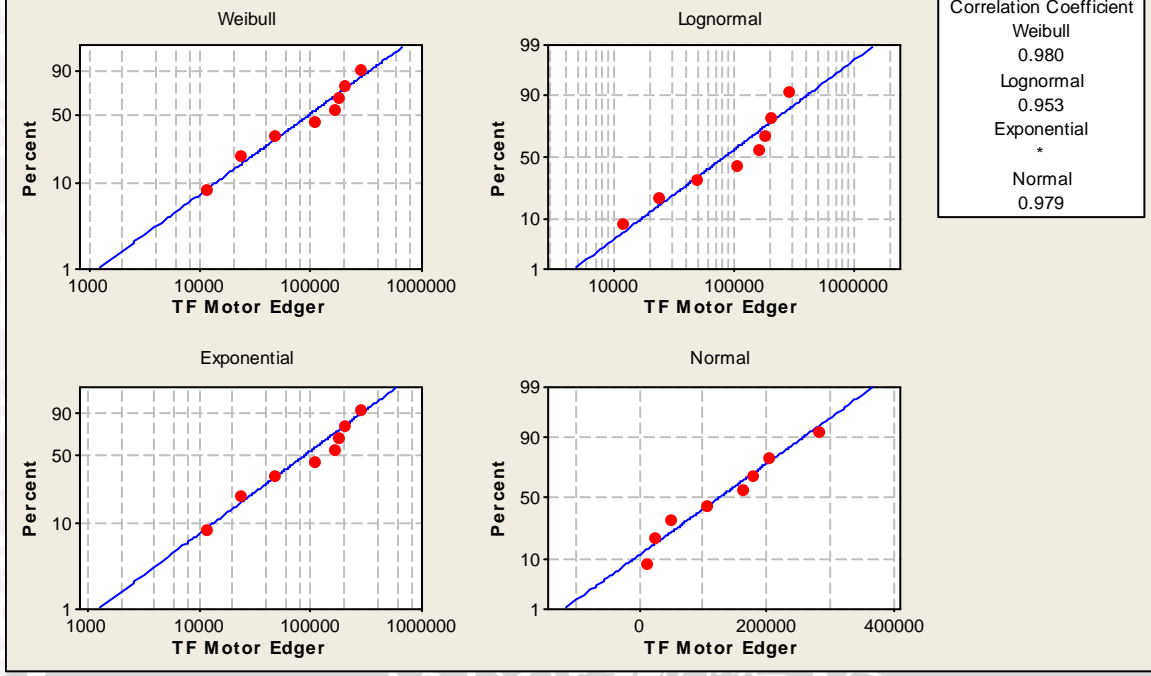 Weibull
Lognormal
Correlation Coefficient
Weibull
0.980
Lognormal
0.953
Exponential
*
Normal
0.979
Percent
90
50
10
1
1000 10000 100000 1000000
TF Motor Edger
Percent
99
90
50
10
1
10000 100000 1000000
TF Motor Edger
Exponential
Normal
Percent
90
50
10
1
1000 10000 100000 1000000
TF Motor Edger
Percent
99
90
50
10
1
0 200000 400000
TF Motor Edger